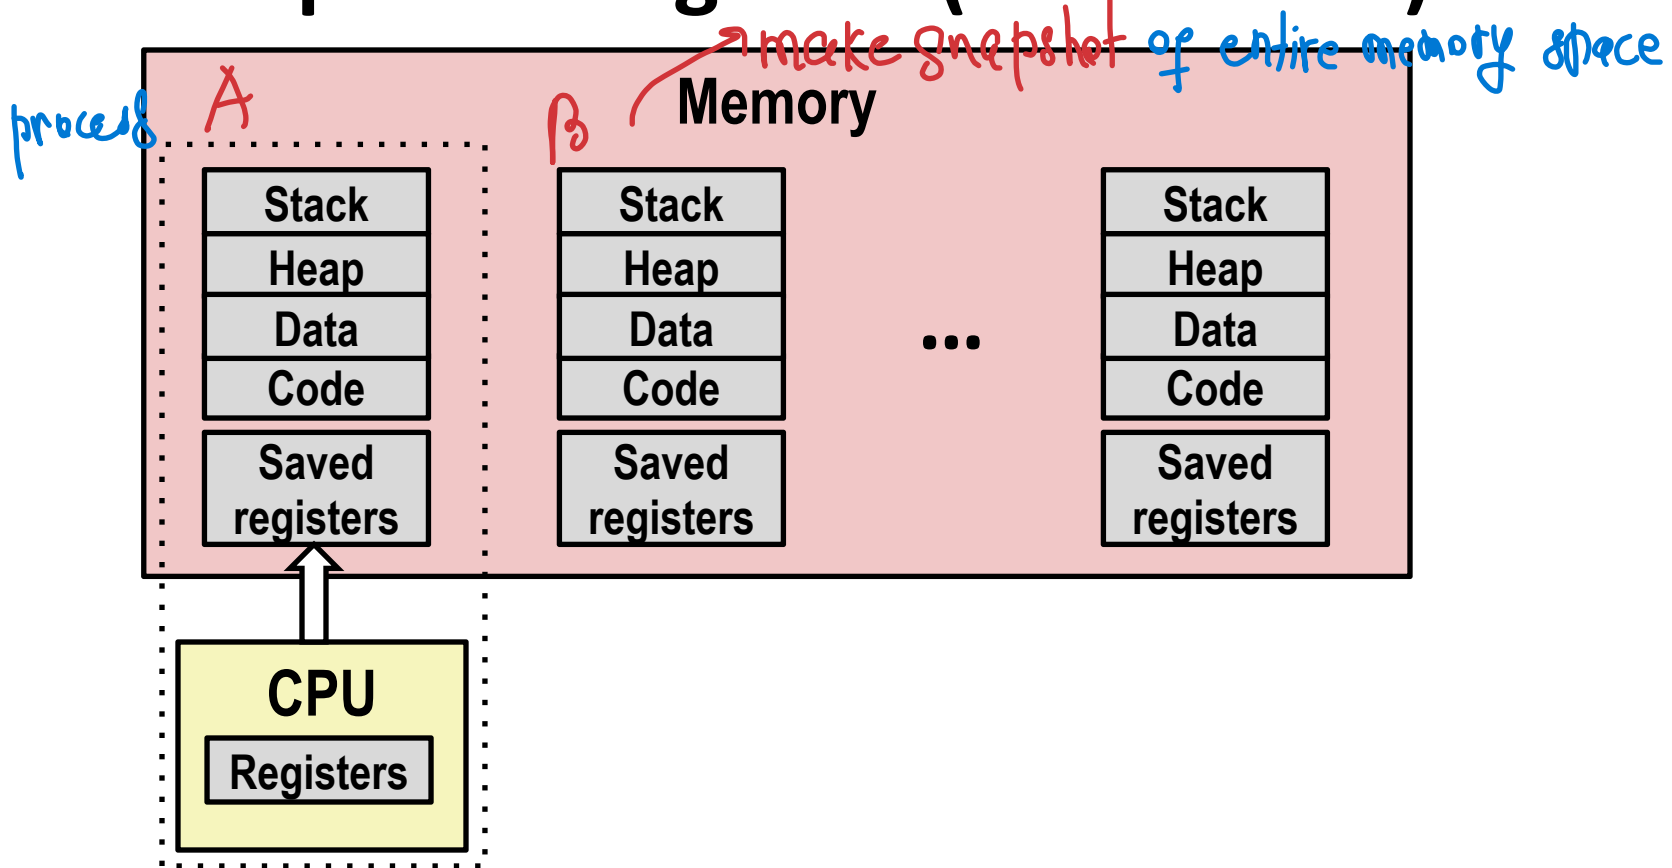 make snapshot of entire memory space
Memory
process A B
Stack Stack Stack
Heap Heap Heap
Data Data ... Data
Code Code Code
Saved Saved Saved
registers registers registers
CPU
Registers